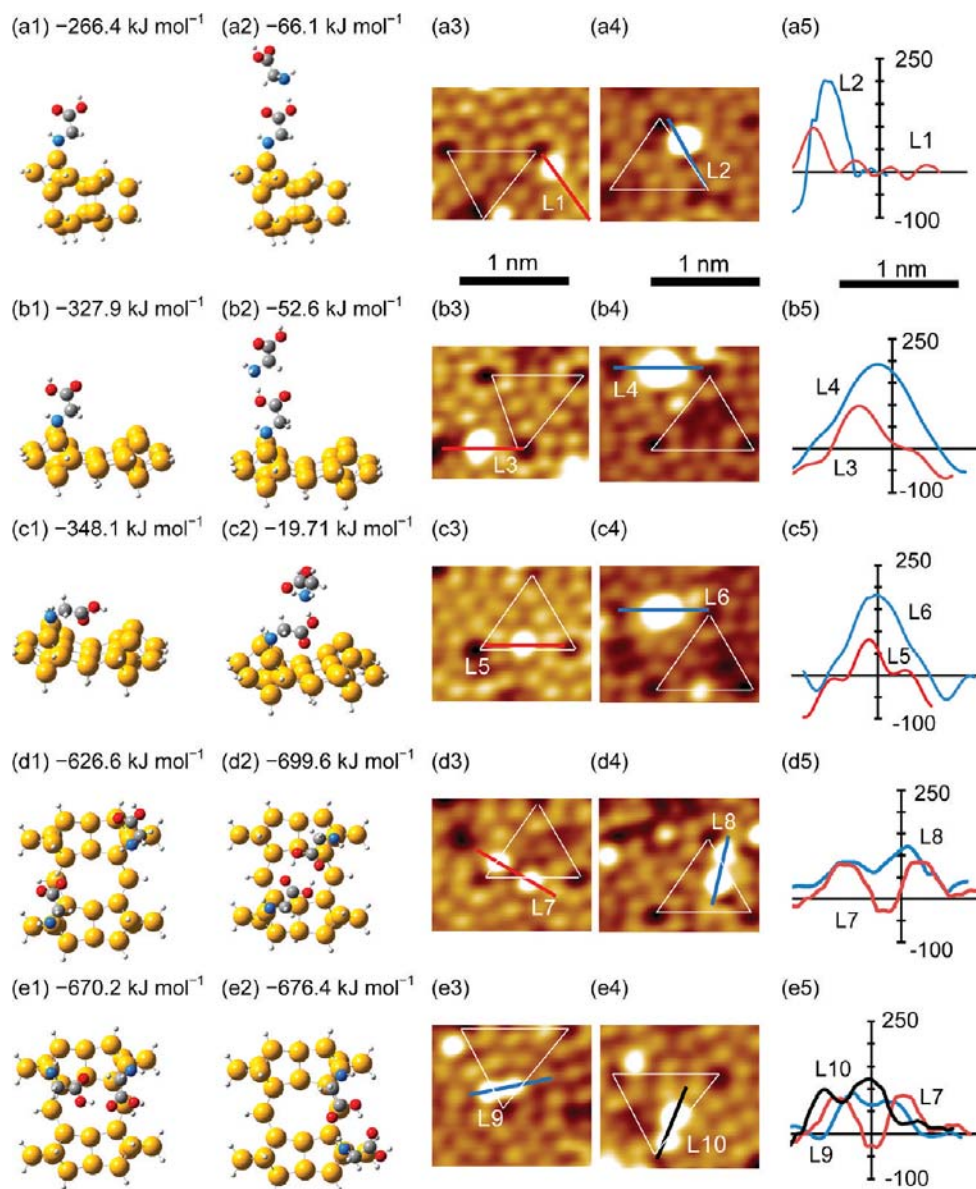 (a1) −266.4 kJ mol⁻¹ (a2) −66.1 kJ mol⁻¹ (a3) (a4) (a5)
250
L2
L1
L1
L2
-100
1 nm 1 nm 1 nm
(b1) −327.9 kJ mol⁻¹ (b2) −52.6 kJ mol⁻¹ (b3) (b4) (b5)
250
L4
L4
L3
L3
-100
(c1) −348.1 kJ mol⁻¹ (c2) −19.71 kJ mol⁻¹ (c3) (c4) (c5)
250
L6
L6
L5
L5
-100
(d1) −626.6 kJ mol⁻¹ (d2) −699.6 kJ mol⁻¹ (d3) (d4) (d5)
250
L8
L8
L7
L7
-100
(e1) −670.2 kJ mol⁻¹ (e2) −676.4 kJ mol⁻¹ (e3) (e4) (e5)
250
L10 L7
L9
L10
L9
-100